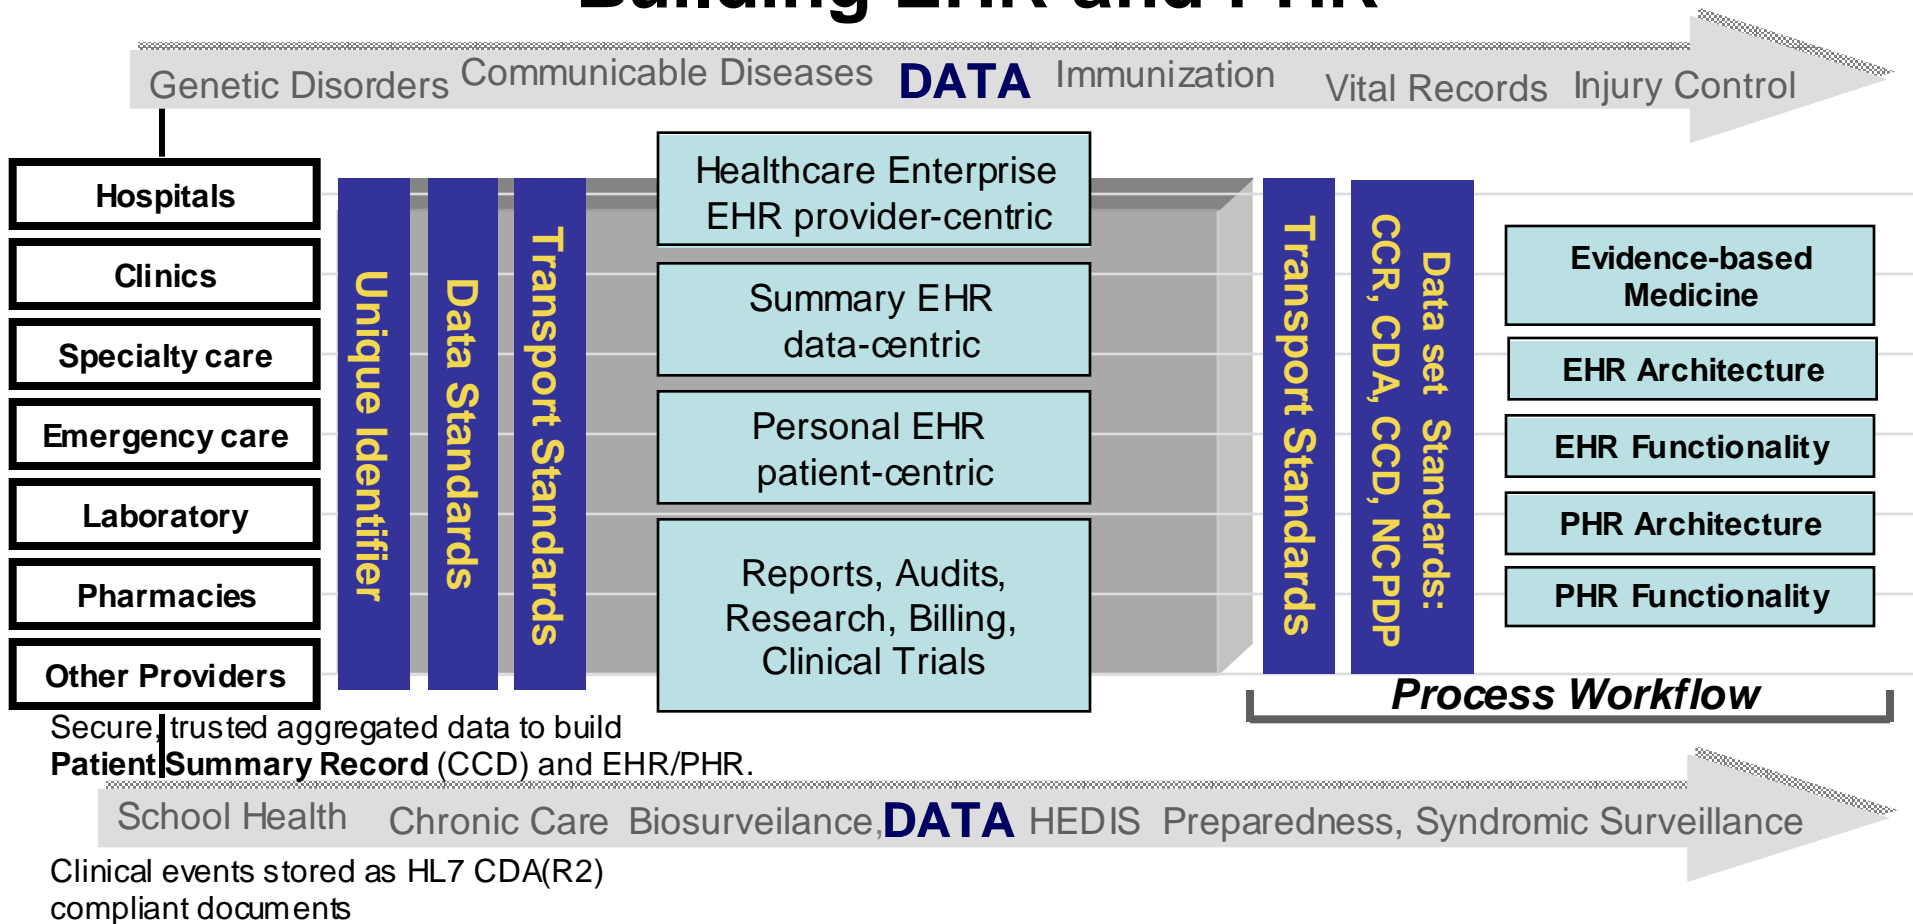 Building EHR and PHR
Genetic Disorders Communicable Diseases DATA Immunization Vital Records Injury Control
Hospitals
Clinics
Specialty care
Emergency care
Laboratory
Pharmacies
Other Providers
Unique Identifier
Data Standards
Transport Standards
Healthcare Enterprise
EHR provider-centric
Summary EHR
data-centric
Personal EHR
patient-centric
Reports, Audits,
Research, Billing,
Clinical Trials
Transport Standards
Data set Standards:
CCR, CDA, CCD, NCPDP
Evidence-based
Medicine
EHR Architecture
EHR Functionality
PHR Architecture
PHR Functionality
Process Workflow
Secure, trusted aggregated data to build
Patient Summary Record (CCD) and EHR/PHR.
School Health Chronic Care Biosurveilance, DATA HEDIS Preparedness, Syndromic Surveillance
Clinical events stored as HL7 CDA(R2)
compliant documents